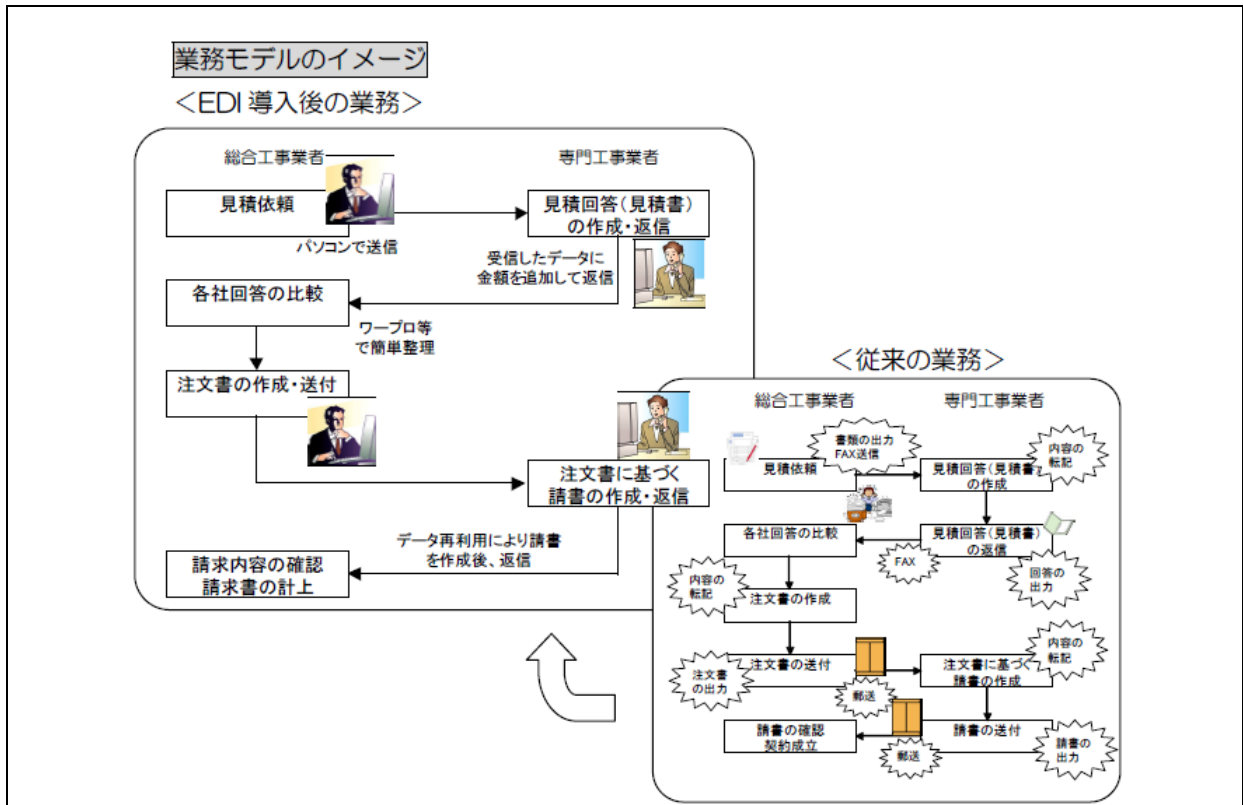 業務モデルのイメージ
＜EDI 導入後の業務＞
総合工事業者
専門工事業者
見積依頼
見積回答(見積書)
の作成・返信
パソコンで送信
受信したデータに
金額を追加して返信
各社回答の比較
ワープロ等
で簡単整理
注文書の作成・送付
注文書に基づく
請書の作成・返信
データ再利用により請書
を作成後、返信
請求内容の確認
請求書の計上
＜従来の業務＞
総合工事業者
専門工事業者
書類の出力
FAX送信
内容の
転記
見積依頼
見積回答(見積書)
の作成
各社回答の比較
見積回答(見積書)
の返信
FAX
回答の
出力
内容の
転記
注文書の作成
内容の
転記
注文書の送付
注文書に基づく
請書の作成
注文書
の出力
郵送
請書の確認
契約成立
請書の送付
郵送
請書の
出力